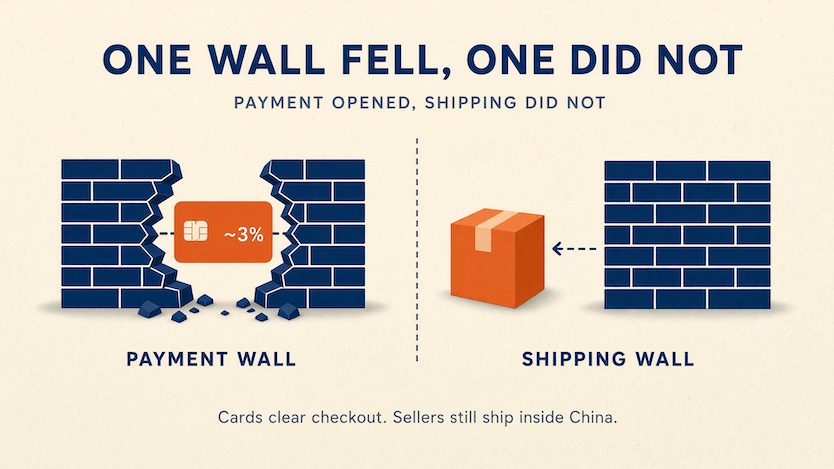 ONE WALL FELL, ONE DID NOT
PAYMENT OPENED, SHIPPING DID NOT
~3%
PAYMENT WALL
SHIPPING WALL
Cards clear checkout. Sellers still ship inside China.